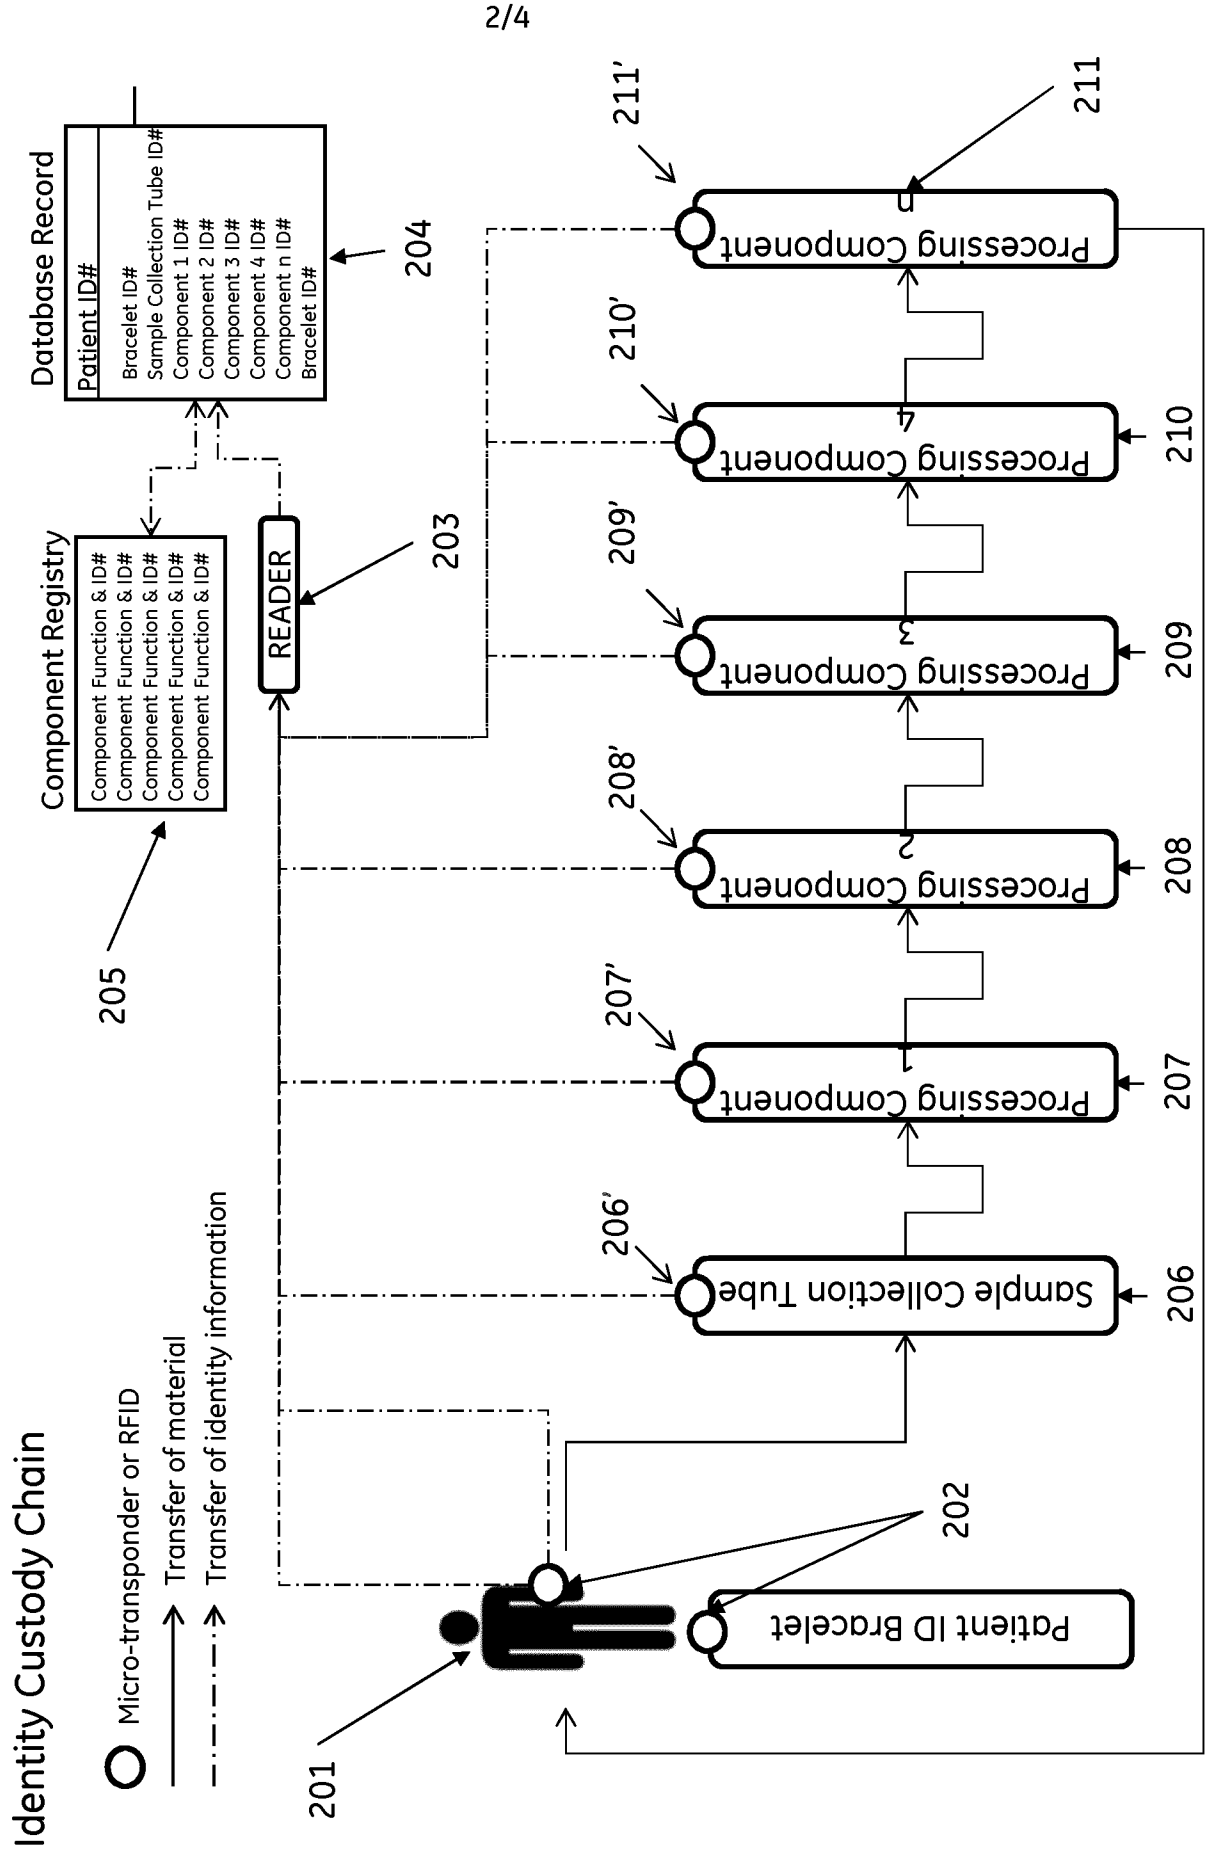 2/4
Identity Custody Chain
Micro-transponder or RFID
Transfer of material
Transfer of identity information
Component Registry
Component Function & ID#
Component Function & ID#
Component Function & ID#
Component Function & ID#
Component Function & ID#
205
READER
203
Database Record
Patient ID#
Bracelet ID#
Sample Collection Tube ID#
Component 1 ID#
Component 2 ID#
Component 3 ID#
Component 4 ID#
Component n ID#
Bracelet ID#
204
201
202
Patient ID Bracelet
206'
Sample Collection Tube
206
207'
Processing Component
1
207
208'
Processing Component
2
208
209'
Processing Component
3
209
210'
Processing Component
4
210
211'
Processing Component
n
211